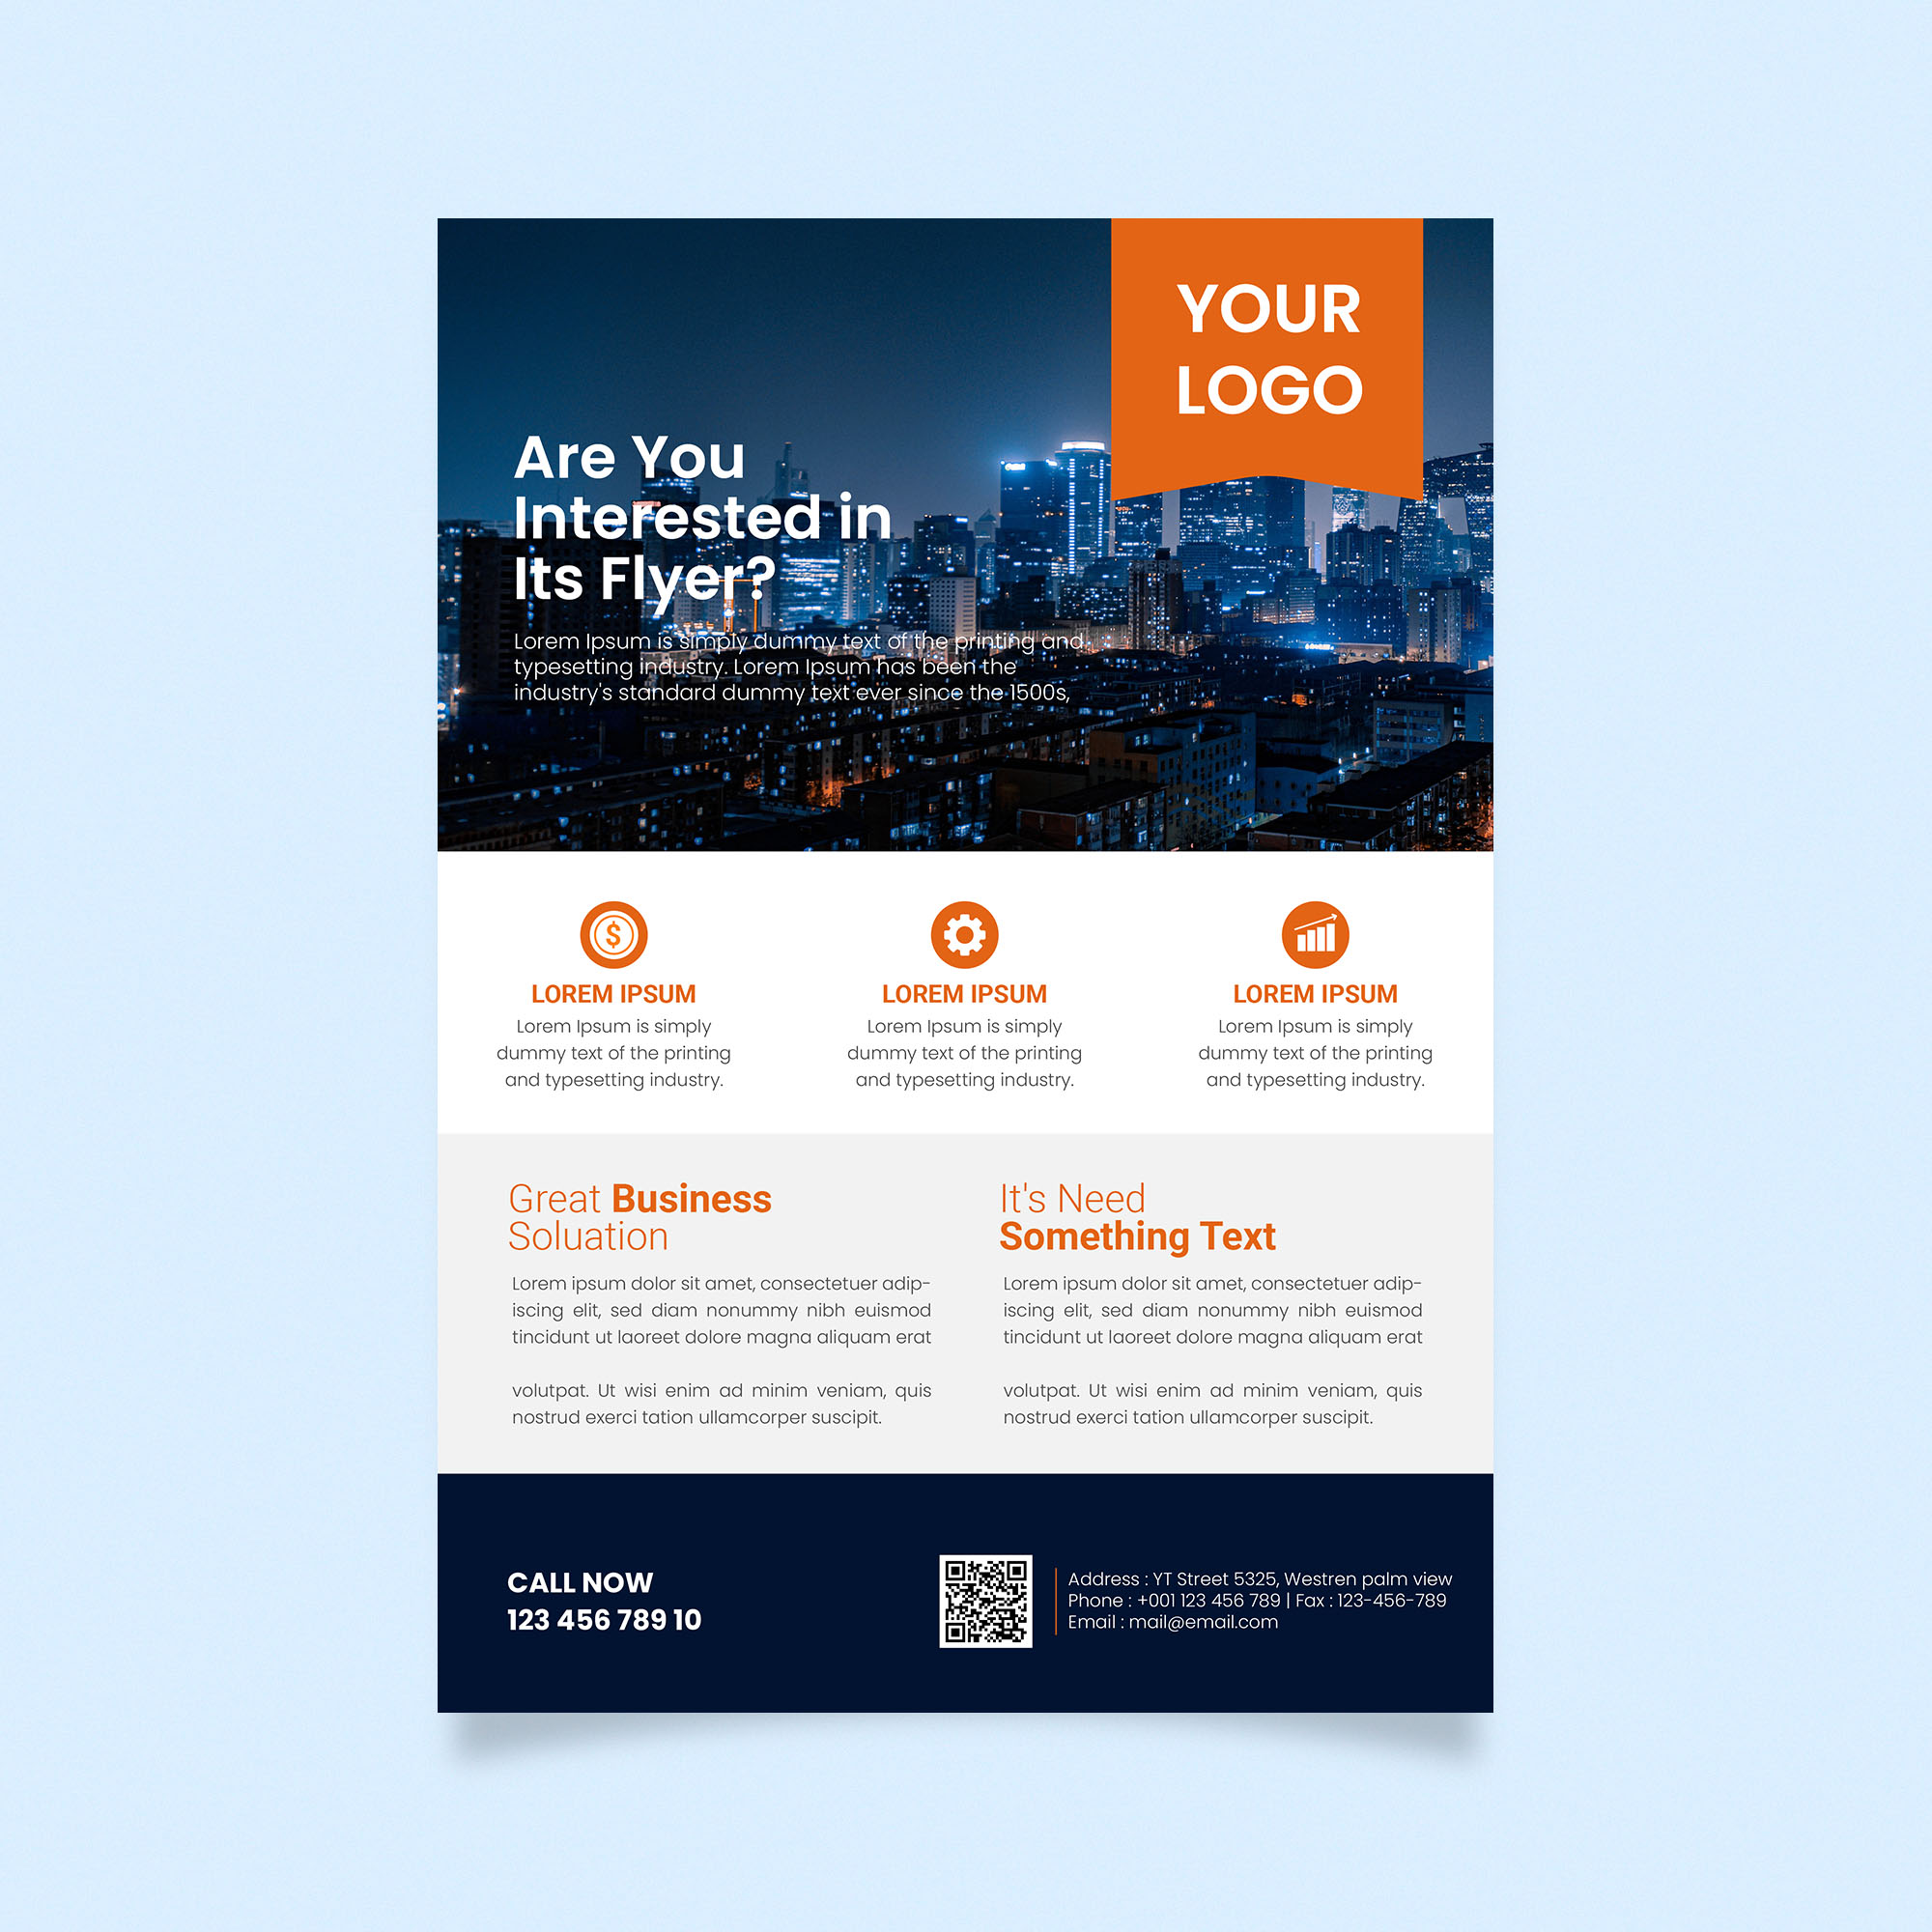 YOUR
LOGO
Are You
Interested in
Its Flyer?
Lorem Ipsum is simply dummy text of the printing and
typesetting industry. Lorem Ipsum has been the
industry's standard dummy text ever since the 1500s,
LOREM IPSUM
Lorem Ipsum is simply
dummy text of the printing
and typesetting industry.
LOREM IPSUM
Lorem Ipsum is simply
dummy text of the printing
and typesetting industry.
LOREM IPSUM
Lorem Ipsum is simply
dummy text of the printing
and typesetting industry.
Great Business
Soluation
Lorem ipsum dolor sit amet, consectetuer adip-
iscing elit, sed diam nonummy nibh euismod
tincidunt ut laoreet dolore magna aliquam erat
volutpat. Ut wisi enim ad minim veniam, quis
nostrud exerci tation ullamcorper suscipit.
It's Need
Something Text
Lorem ipsum dolor sit amet, consectetuer adip-
iscing elit, sed diam nonummy nibh euismod
tincidunt ut laoreet dolore magna aliquam erat
volutpat. Ut wisi enim ad minim veniam, quis
nostrud exerci tation ullamcorper suscipit.
CALL NOW
123 456 789 10
Address : YT Street 5325, Westren palm view
Phone : +001 123 456 789 | Fax : 123-456-789
Email : mail@email.com